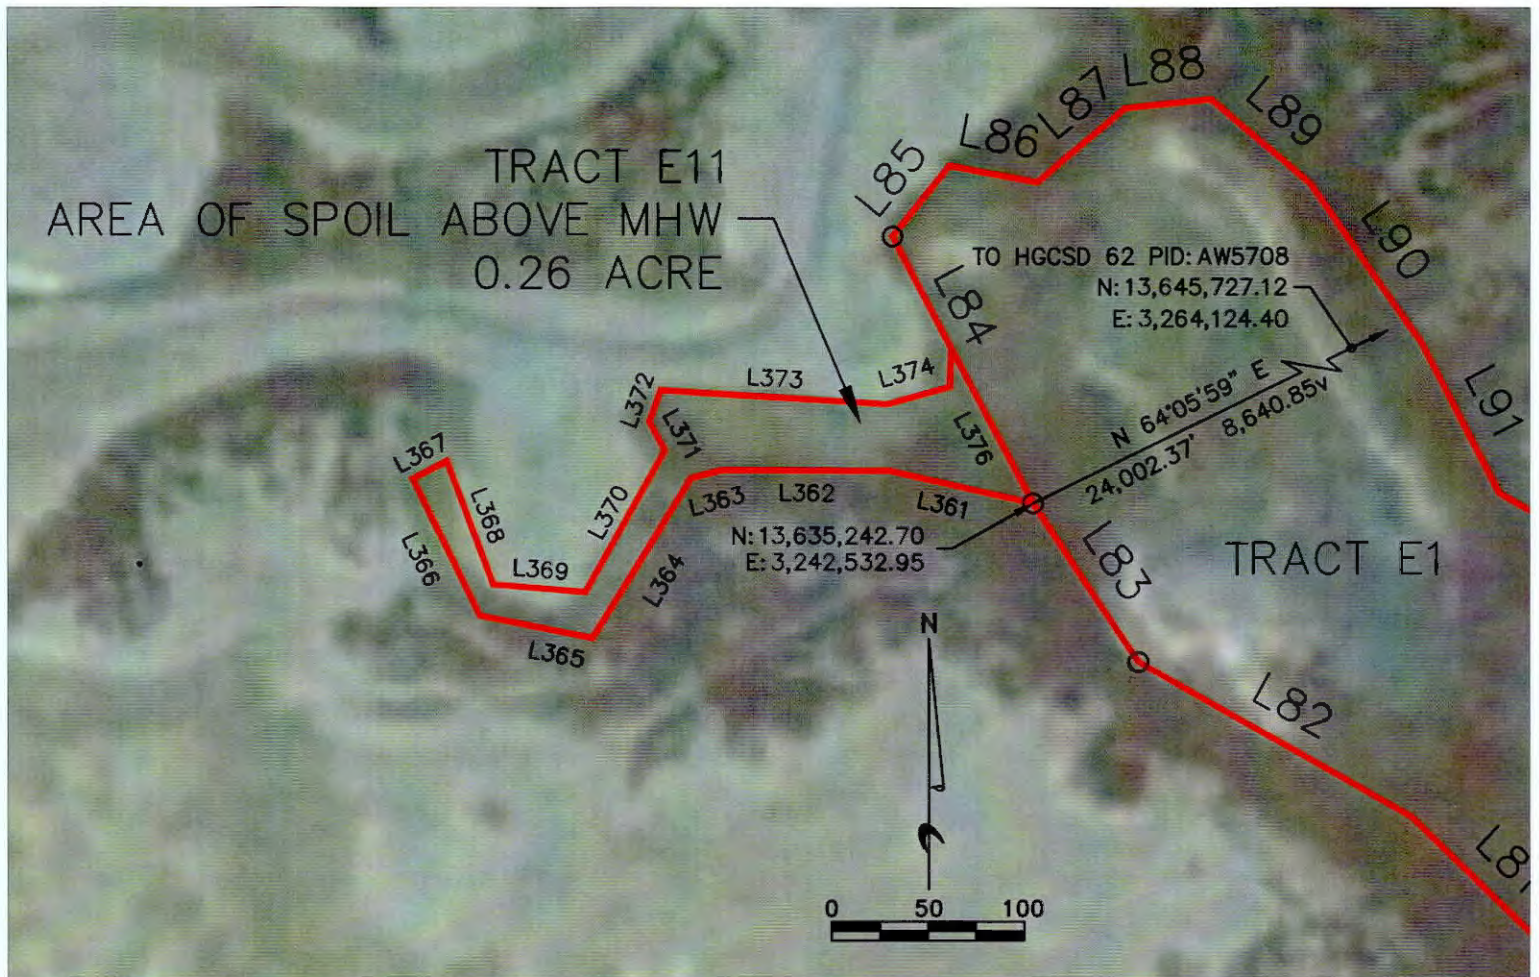 TRACT E11
AREA OF SPOIL ABOVE MHW
0.26 ACRE
L85
L86
L87
L88
L89
L90
L91
L84
TO HGCSD 62 PID: AW5708
N: 13,645,727.12
E: 3,264,124.40
N 64°05'59" E
24,002.37' 8,640.85v
L372
L373
L374
L376
L371
L367
L368
L370
L363
L362
L361
L366
L369
L364
L365
N: 13,635,242.70
E: 3,242,532.95
L83
TRACT E1
L82
N
0 50 100